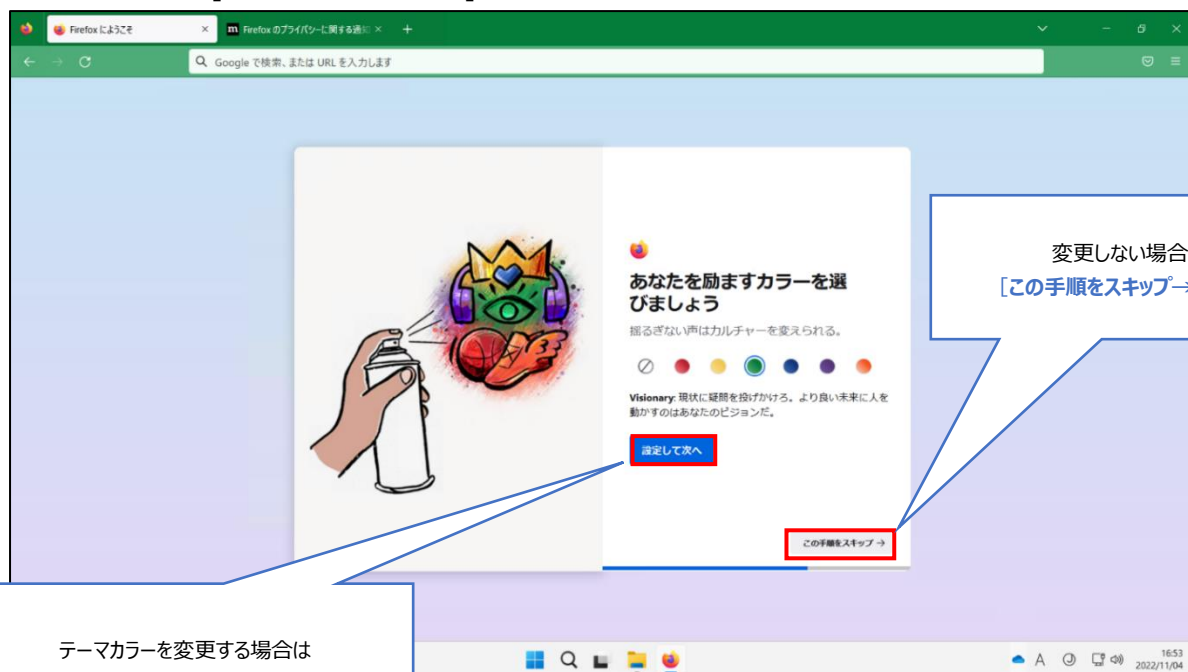 Firefox にようこそ
m Firefox のプライバシーに関する通知
Google で検索、または URL を入力します
変更しない場合
[この手順をスキップ→
あなたを励ますカラーを選
びましょう
揺るぎない声はカルチャーを変えられる。
Visionary: 現状に疑問を投げかけろ。より良い未来に人を
動かすのはあなたのビジョンだ。
設定して次へ
この手順をスキップ →
テーマカラーを変更する場合は
A
16:53
2022/11/04